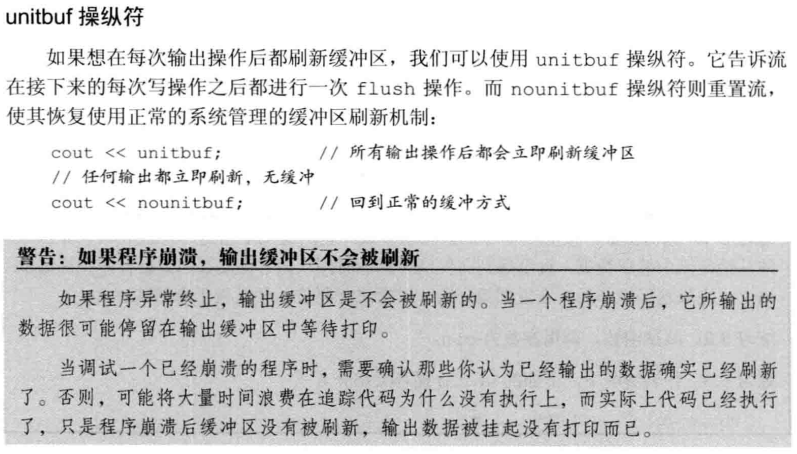 unitbuf 操纵符
如果想在每次输出操作后都刷新缓冲区，我们可以使用 unitbuf 操纵符。它告诉流
在接下来的每次写操作之后都进行一次 flush 操作。而 nounitbuf 操纵符则重置流，
使其恢复使用正常的系统管理的缓冲区刷新机制：
cout << unitbuf; // 所有输出操作后都会立即刷新缓冲区
// 任何输出都立即刷新，无缓冲
cout << nounitbuf; // 回到正常的缓冲方式
警告：如果程序崩溃，输出缓冲区不会被刷新
如果程序异常终止，输出缓冲区是不会被刷新的。当一个程序崩溃后，它所输出的
数据很可能停留在输出缓冲区中等待打印。
当调试一个已经崩溃的程序时，需要确认那些你认为已经输出的数据确实已经刷新
了。否则，可能将大量时间浪费在追踪代码为什么没有执行上，而实际上代码已经执行
了，只是程序崩溃后缓冲区没有被刷新，输出数据被挂起没有打印而已。